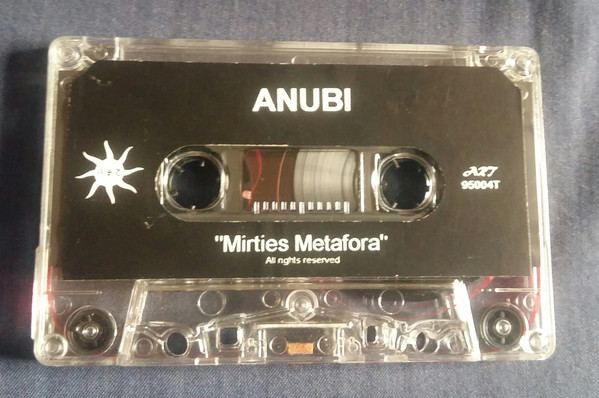 ANUBI
95004T
"Mirties Metafora"
All rights reserved